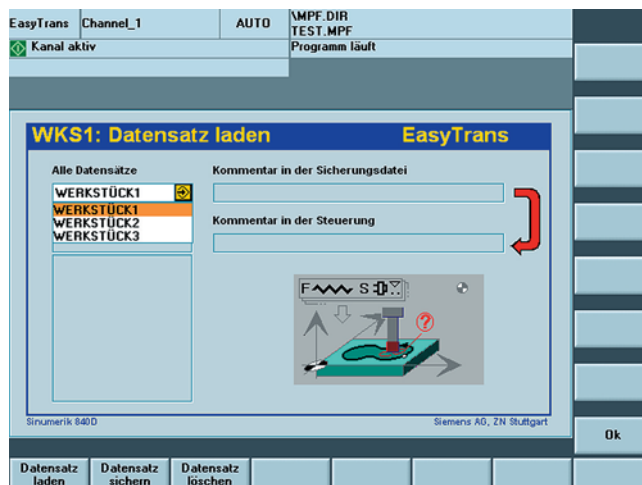 EasyTrans Channel_1 AUTO \MPF.DIR
TEST.MPF
Kanal aktiv Programm läuft
WKS1: Datensatz laden EasyTrans
Alle Datensätze Kommentar in der Sicherungsdatei
WERKSTÜCK1
WERKSTÜCK1
WERKSTÜCK2
WERKSTÜCK3
Kommentar in der Steuerung
F S
?
Sinumerik 840D Siemens AG, ZN Stuttgart
Ok
Datensatz laden
Datensatz sichern
Datensatz löschen